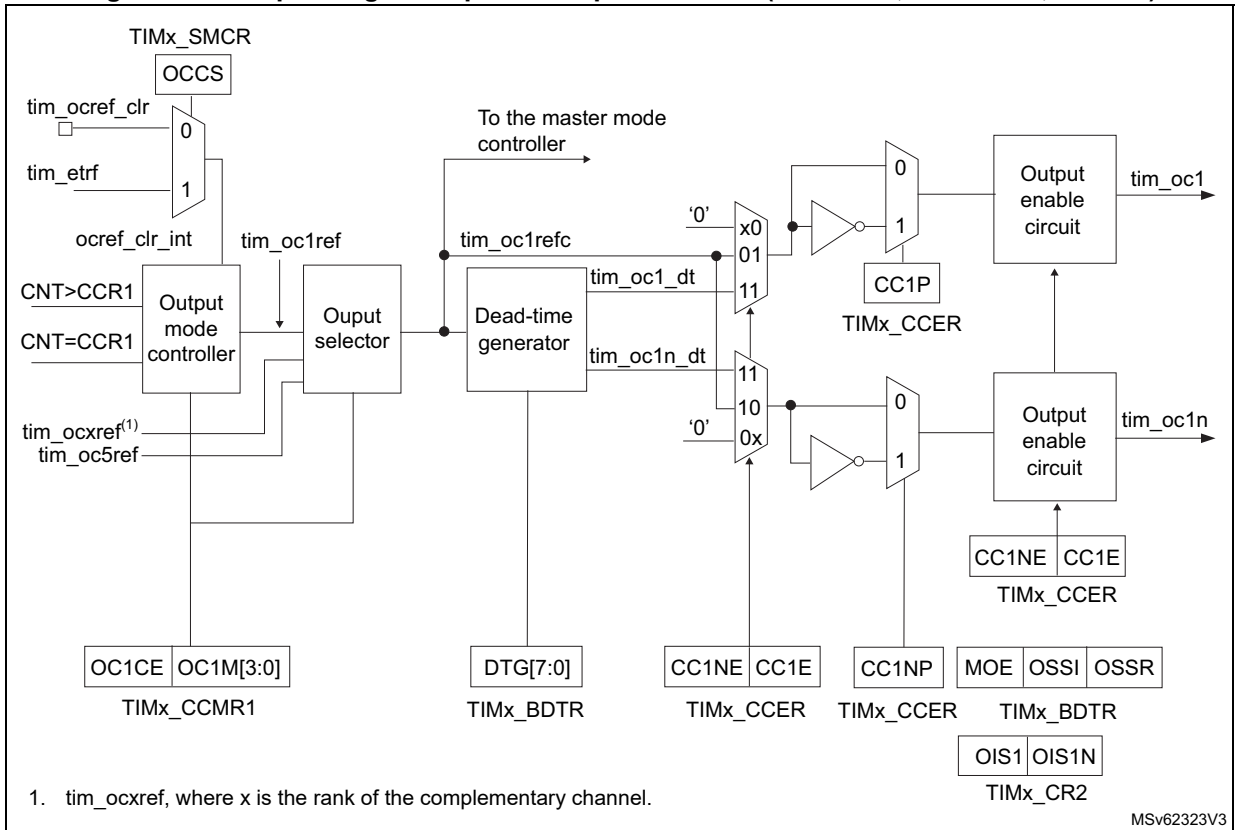 TIMx_SMCR
OCCS
tim_ocref_clr
0
To the master mode
controller
tim_etrf
1
ocref_clr_int
tim_oc1ref
CNT>CCR1
CNT=CCR1
Output
mode
controller
Ouput
selector
tim_ocxref(1)
tim_oc5ref
tim_oc1refc
Dead-time
generator
tim_oc1_dt
tim_oc1n_dt
'0'
x0
01
11
11
10
'0'
0x
0
1
CC1P
TIMx_CCER
0
1
Output
enable
circuit
tim_oc1
Output
enable
circuit
tim_oc1n
CC1NE CC1E
TIMx_CCER
OC1CE OC1M[3:0]
TIMx_CCMR1
DTG[7:0]
TIMx_BDTR
CC1NE CC1E
TIMx_CCER
CC1NP
TIMx_CCER
MOE OSSI OSSR
TIMx_BDTR
OIS1 OIS1N
TIMx_CR2
1. tim_ocxref, where x is the rank of the complementary channel.
MSv62323V3